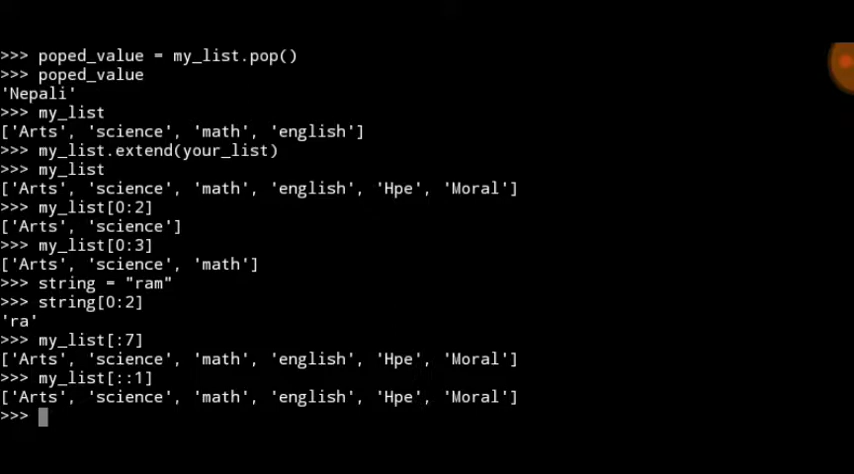 >>> poped_value = my_list.pop()
>>> poped_value
'Nepali'
>>> my_list
['Arts', 'science', 'math', 'english']
>>> my_list.extend(your_list)
>>> my_list
['Arts', 'science', 'math', 'english', 'Hpe', 'Moral']
>>> my_list[0:2]
['Arts', 'science']
>>> my_list[0:3]
['Arts', 'science', 'math']
>>> string = "ram"
>>> string[0:2]
'ra'
>>> my_list[:7]
['Arts', 'science', 'math', 'english', 'Hpe', 'Moral']
>>> my_list[::1]
['Arts', 'science', 'math', 'english', 'Hpe', 'Moral']
>>>